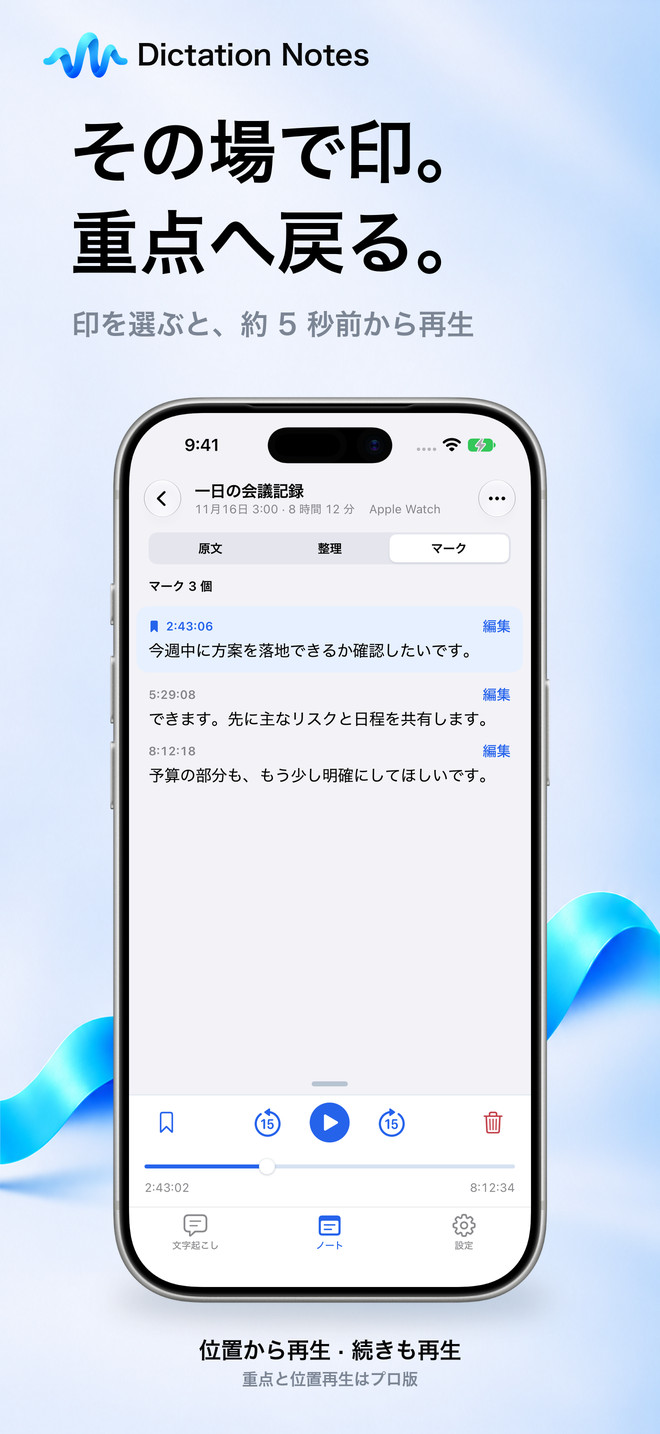 Dictation Notes
その場で印。
重点へ戻る。
印を選ぶと、約 5 秒前から再生
9:41
一日の会議記録
11月16日 3:00 · 8 時間 12 分 Apple Watch
原文 整理 マーク
マーク 3 個
2:43:06 編集
今週中に方案を落地できるか確認したいです。
5:29:08 編集
できます。先に主なリスクと日程を共有します。
8:12:18 編集
予算の部分も、もう少し明確にしてほしいです。
15 15
2:43:02 8:12:34
文字起こし ノート 設定
位置から再生 · 続きも再生
重点と位置再生はプロ版